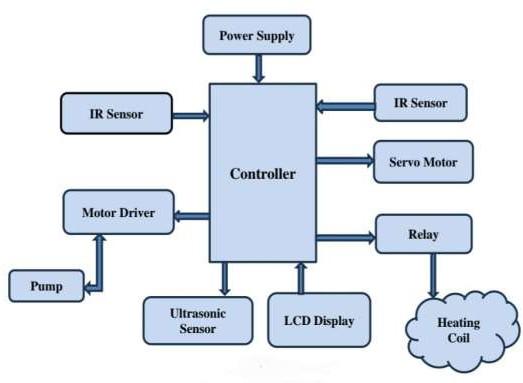 Power Supply
IR Sensor
IR Sensor
Controller
Servo Motor
Motor Driver
Relay
Pump
Ultrasonic
Sensor
LCD Display
Heating
Coil